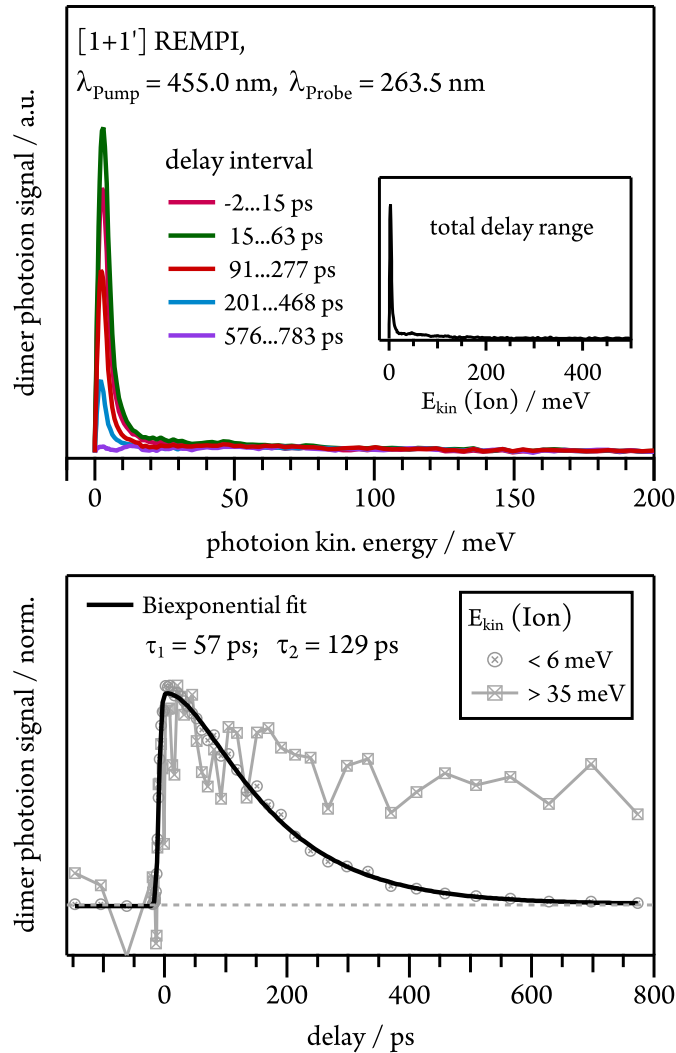 [1+1'] REMPI,
λPump = 455.0 nm, λProbe = 263.5 nm
dimer photoion signal / a.u.
delay interval
-2...15 ps
15...63 ps
91...277 ps
201...468 ps
576...783 ps
total delay range
0 200 400
Ekin (Ion) / meV
0 50 100 150 200
photoion kin. energy / meV
Biexponential fit
τ1 = 57 ps; τ2 = 129 ps
Ekin (Ion)
< 6 meV
> 35 meV
dimer photoion signal / norm.
0 200 400 600 800
delay / ps